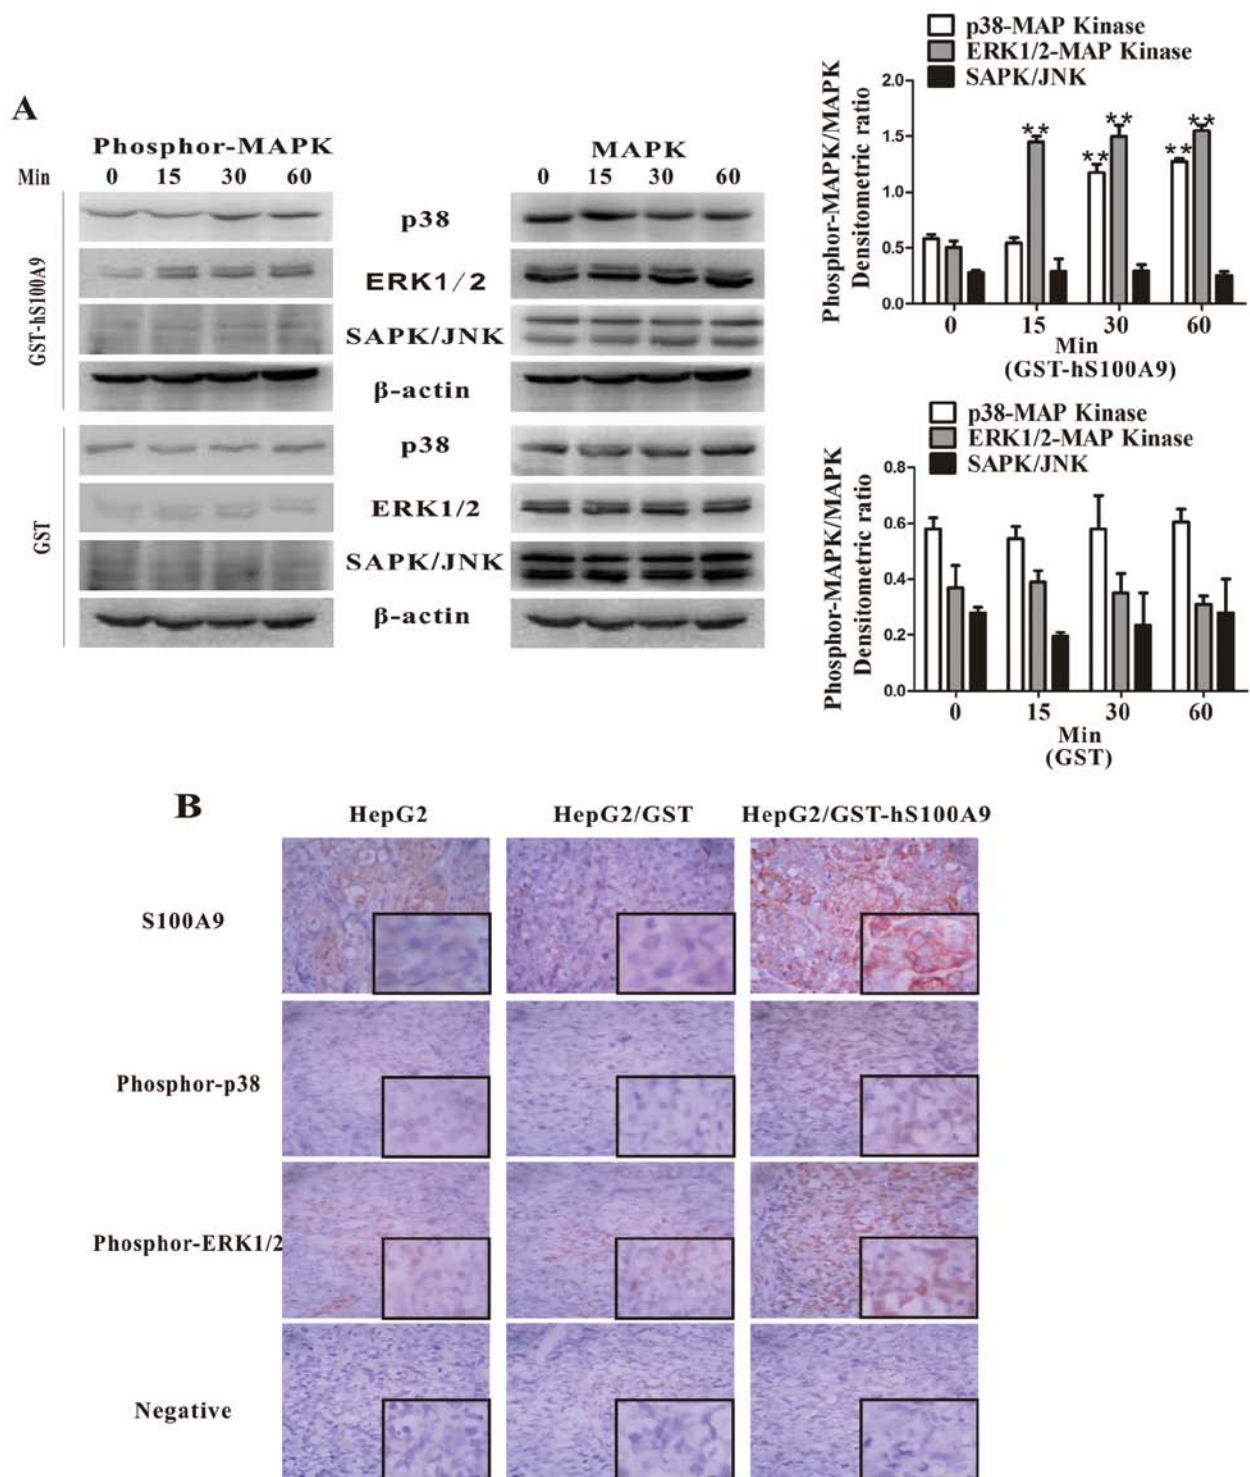 A
Phosphor-MAPK
MAPK
Min 0 15 30 60
0 15 30 60
GST-hS100A9
p38
ERK1/2
SAPK/JNK
β-actin
GST
p38
ERK1/2
SAPK/JNK
β-actin
p38-MAP Kinase
ERK1/2-MAP Kinase
SAPK/JNK
Phosphor-MAPK/MAPK
Densitometric ratio
2.0
1.5
1.0
0.5
0.0
**
**
**
**
**
0 15 30 60
Min
(GST-hS100A9)
p38-MAP Kinase
ERK1/2-MAP Kinase
SAPK/JNK
Phosphor-MAPK/MAPK
Densitometric ratio
0.8
0.6
0.4
0.2
0.0
0 15 30 60
Min
(GST)
B
HepG2 HepG2/GST HepG2/GST-hS100A9
S100A9
Phosphor-p38
Phosphor-ERK1/2
Negative